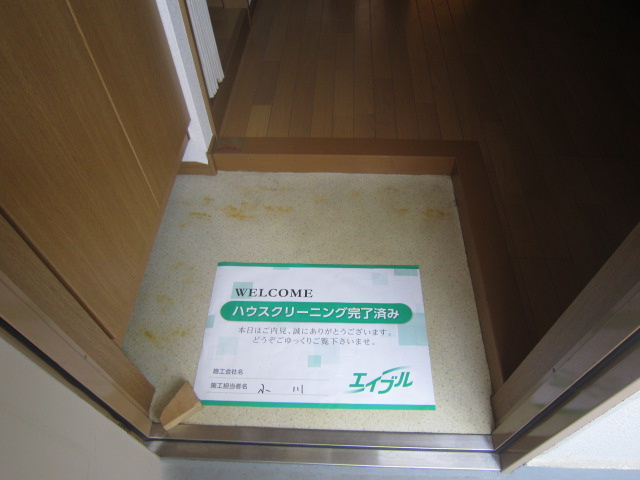 WELCOME
ハウスクリーニング完了済み
本日はご内見、誠にありがとうございます。
どうぞごゆっくりご覧下さいませ。
施工会社名
施工担当者名 川
エイブル